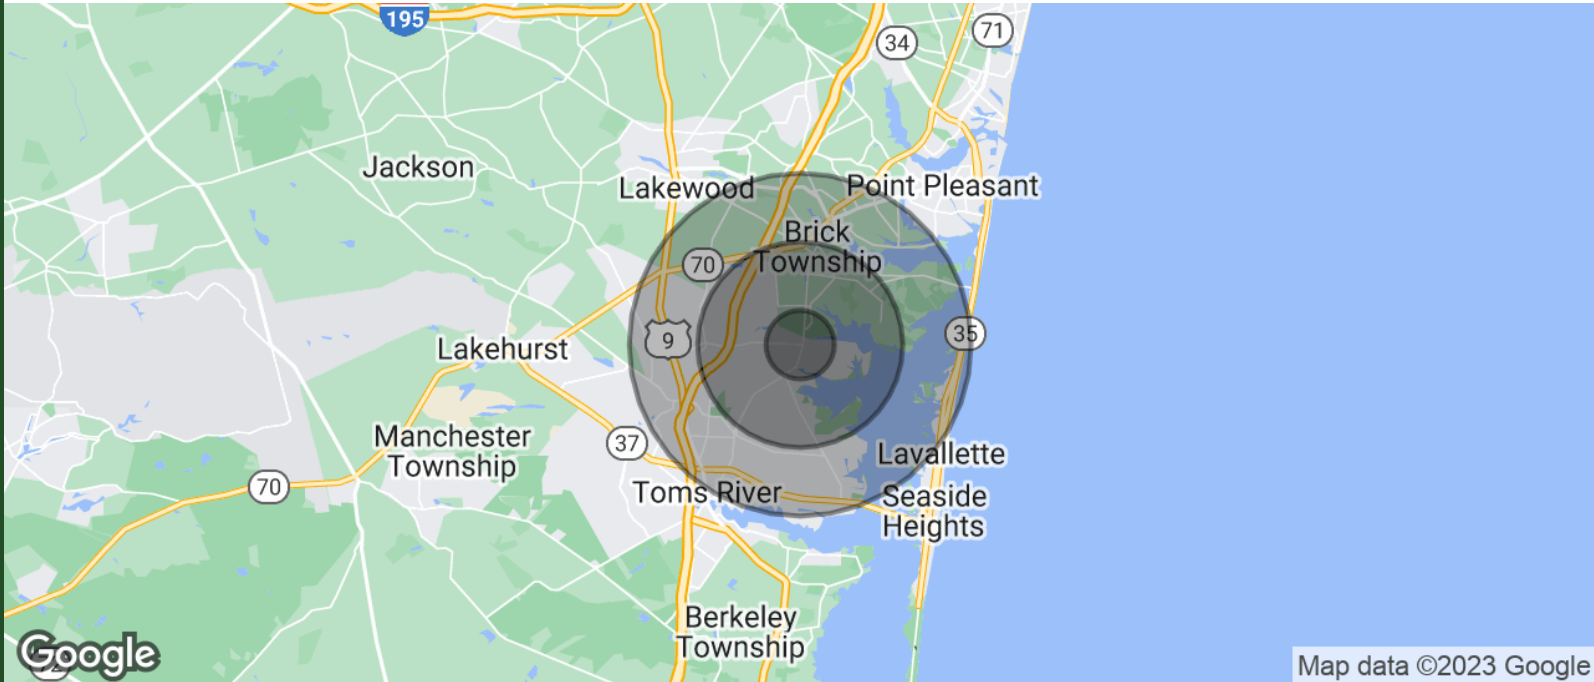 195
34
71
Jackson
Lakewood
Point Pleasant
Brick
Township
70
9
35
Lakehurst
37
Manchester
Township
Lavallette
70
Toms River
Seaside
Heights
Berkeley
Township
Google
72
Map data ©2023 Google